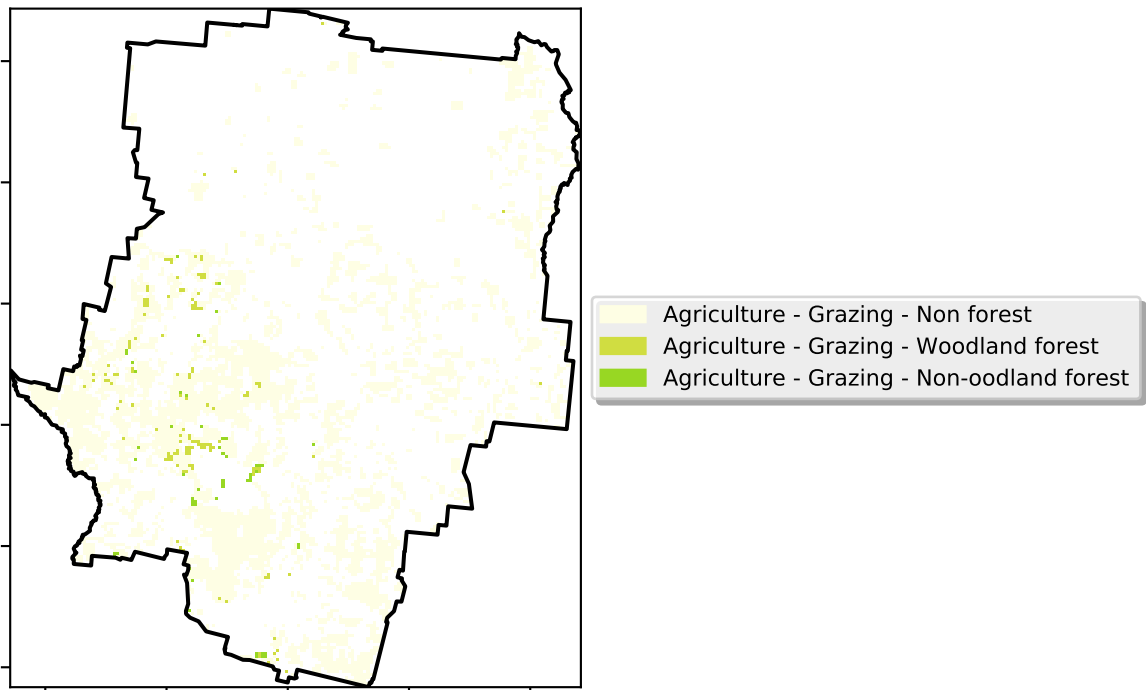 Agriculture - Grazing - Non forest
Agriculture - Grazing - Woodland forest
Agriculture - Grazing - Non-oodland forest